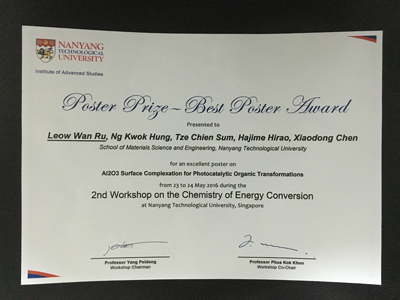 NANYANG
TECHNOLOGICAL
UNIVERSITY
Institute of Advanced Studies
Poster Prize~Best Poster Award
Presented to
Leow Wan Ru, Ng Kwok Hung, Tze Chien Sum, Hajime Hirao, Xiaodong Chen
School of Materials Science and Engineering, Nanyang Technological University
for an excellent poster on
Al2O3 Surface Complexation for Photocatalytic Organic Transformations
from 23 to 24 May 2016 during the
2nd Workshop on the Chemistry of Energy Conversion
at Nanyang Technological University, Singapore
Professor Yang Peidong
Workshop Chairman
Professor Phua Kok Khoo
Workshop Co-Chair